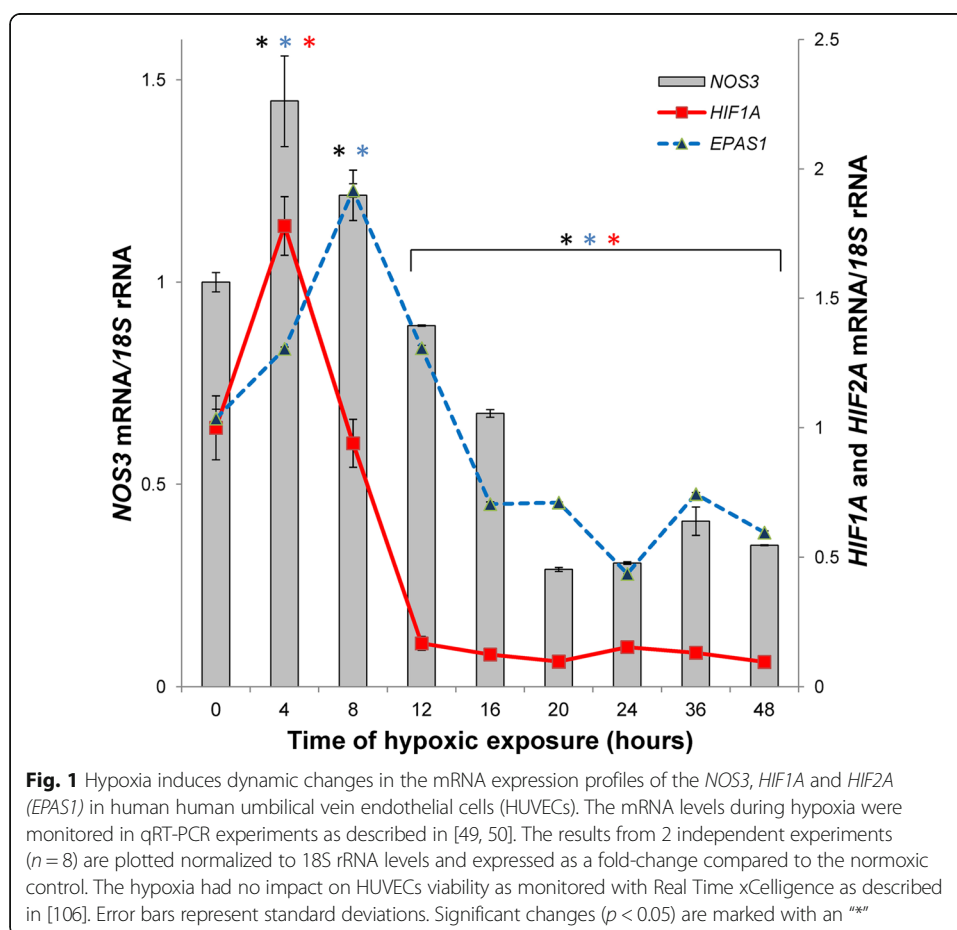 * * *
* *
* * *
NOS3
HIF1A
EPAS1
NOS3 mRNA/18S rRNA
1.5
1
0.5
0
HIF1A and HIF2A mRNA/18S rRNA
2.5
2
1.5
1
0.5
0
0 4 8 12 16 20 24 36 48
Time of hypoxic exposure (hours)
Fig. 1 Hypoxia induces dynamic changes in the mRNA expression profiles of the NOS3, HIF1A and HIF2A
(EPAS1) in human human umbilical vein endothelial cells (HUVECs). The mRNA levels during hypoxia were
monitored in qRT-PCR experiments as described in [49, 50]. The results from 2 independent experiments
(n = 8) are plotted normalized to 18S rRNA levels and expressed as a fold-change compared to the normoxic
control. The hypoxia had no impact on HUVECs viability as monitored with Real Time xCelligence as described
in [106]. Error bars represent standard deviations. Significant changes (p < 0.05) are marked with an “*”